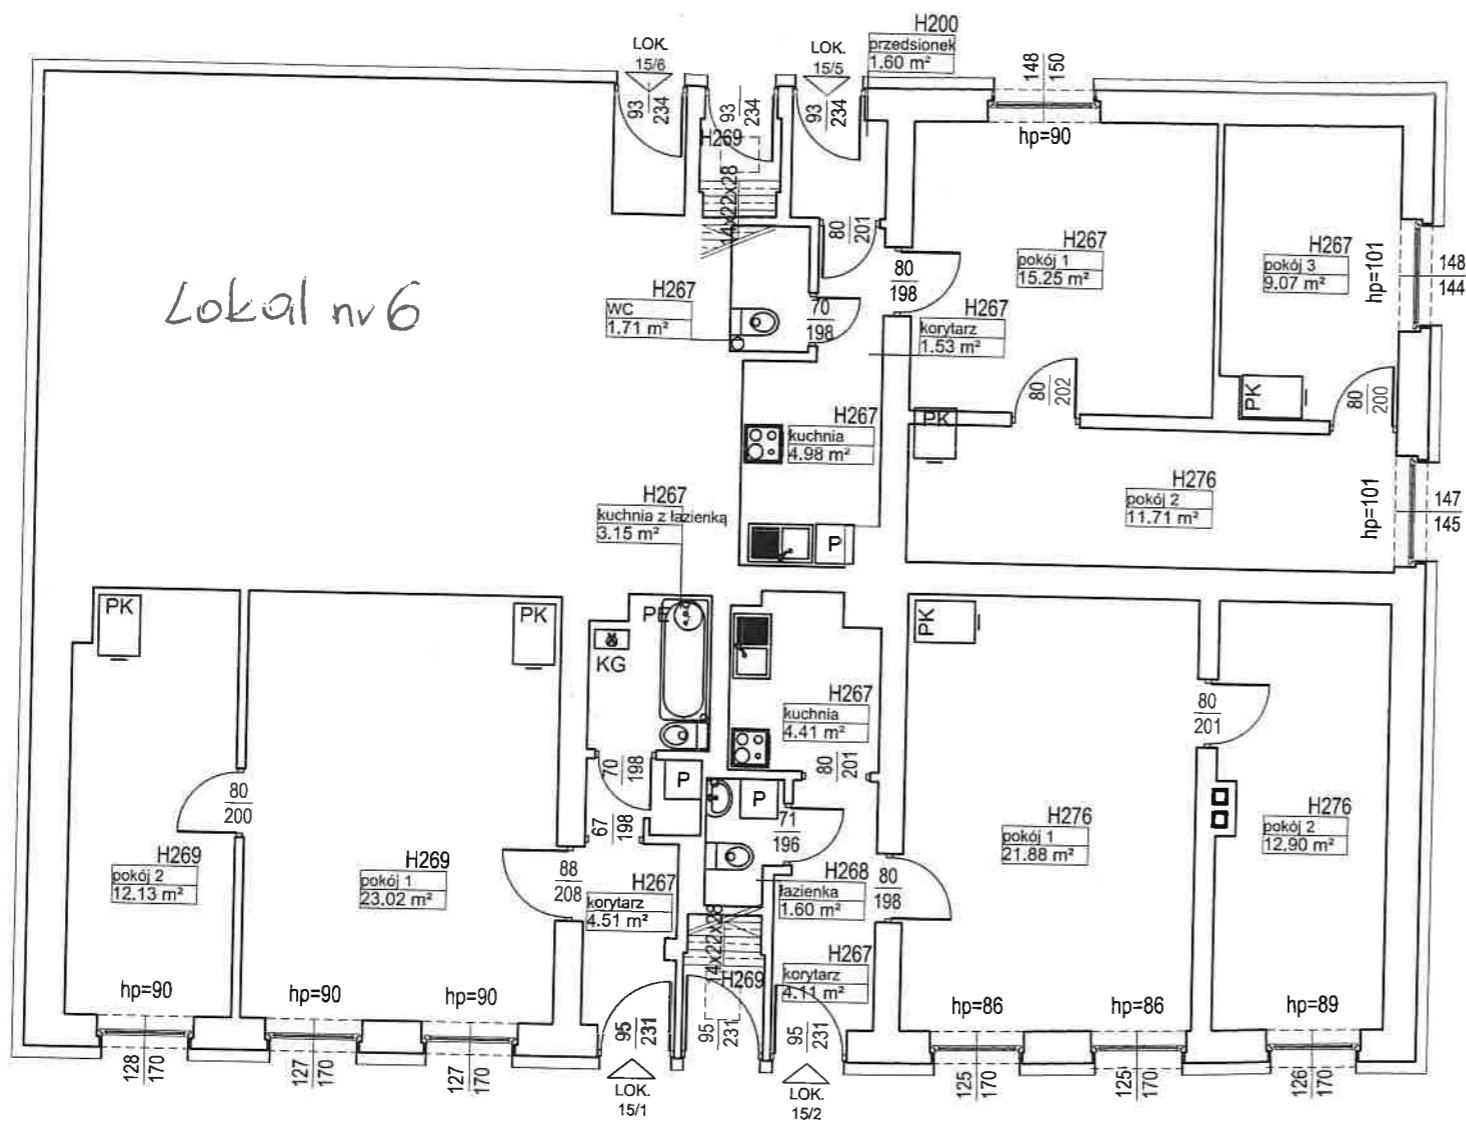 H200
przedsionek
1.60 m²
LOK.
15/6
LOK.
15/5
148
150
93
234
93
234
93
234
H269
14x22x28
hp=90
80
201
80
198
H267
pokój 1
15.25 m²
H267
pokój 3
9.07 m²
hp=101
148
144
Lokal nr 6
H267
WC
1.71 m²
70
198
H267
korytarz
1.53 m²
80
202
PK
80
200
PK
H267
kuchnia
4.98 m²
H276
pokój 2
11.71 m²
hp=101
147
145
H267
kuchnia z łazienką
3.15 m²
P
PK
PK
PE
KG
PK
H267
kuchnia
4.41 m²
80
201
80
201
70
198
P
P
80
200
67
198
71
196
H276
pokój 1
21.88 m²
H276
pokój 2
12.90 m²
H269
pokój 2
12.13 m²
H269
pokój 1
23.02 m²
88
208
H267
korytarz
4.51 m²
H268
łazienka
1.60 m²
80
198
14x22x28
H269
H267
korytarz
4.11 m²
hp=90
hp=90
hp=90
hp=86
hp=86
hp=89
95
231
95
231
95
231
128
170
127
170
127
170
125
170
125
170
126
170
LOK.
15/1
LOK.
15/2